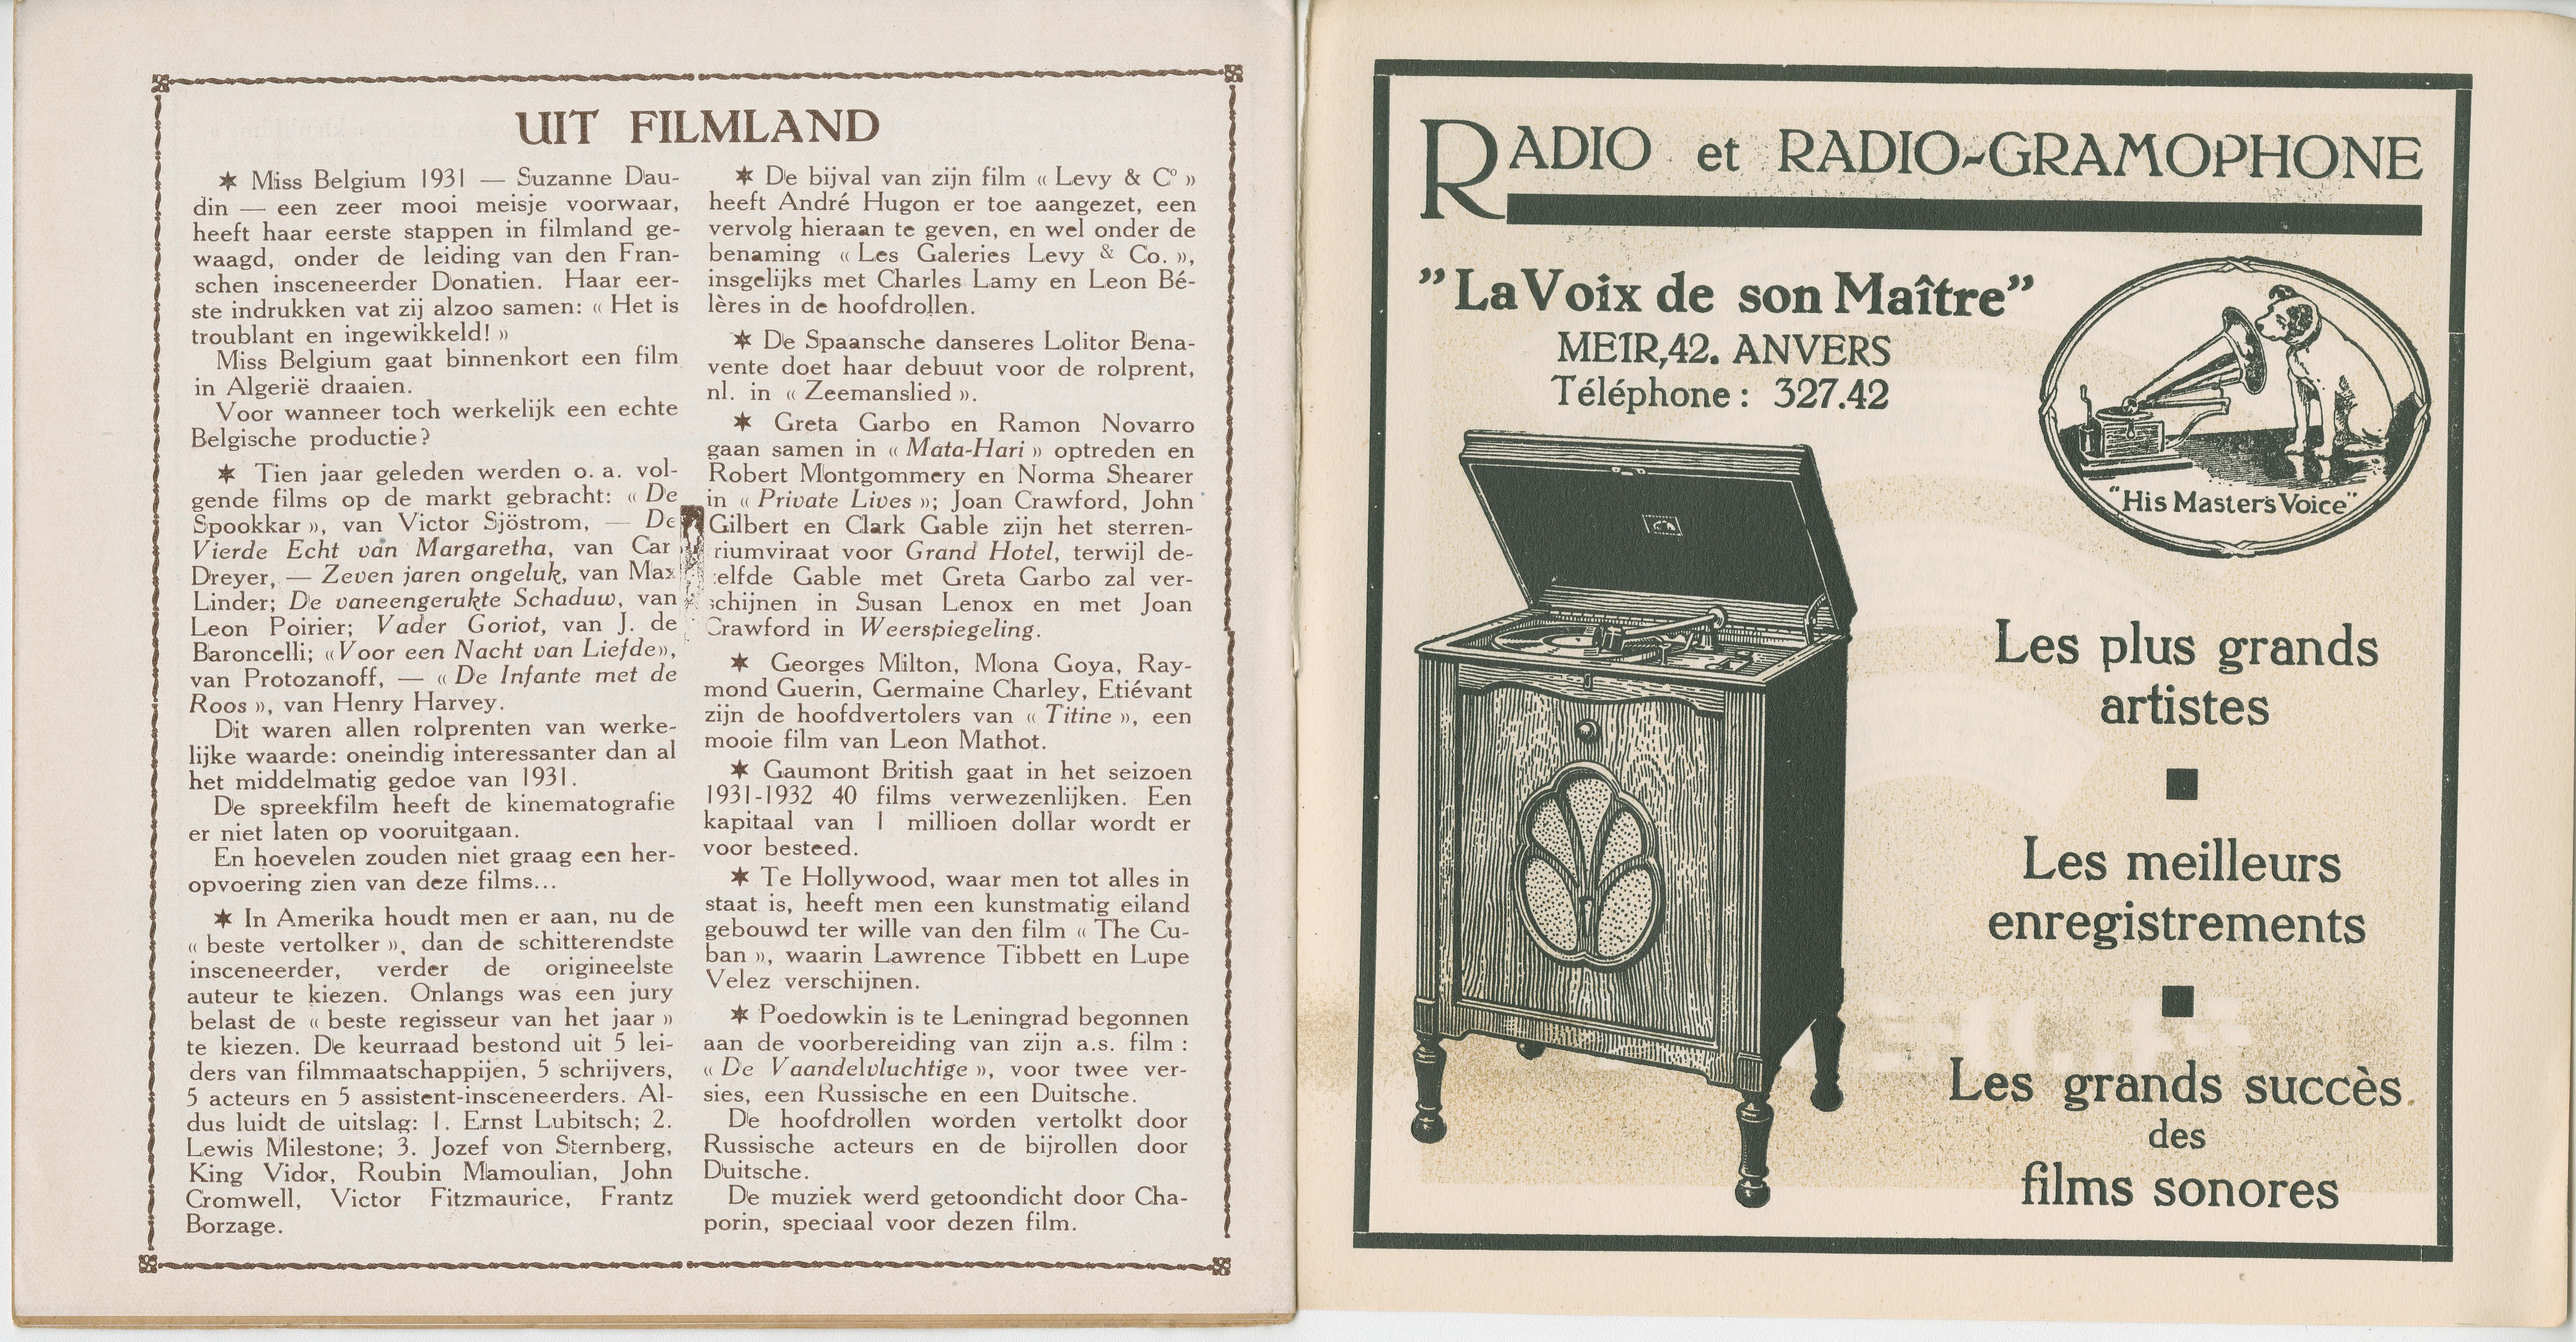 UIT FILMLAND
✶ Miss Belgium 1931 — Suzanne Dau-
din — een zeer mooi meisje voorwaar,
heeft haar eerste stappen in filmland ge-
waagd, onder de leiding van den Fran-
schen insceneerder Donatien. Haar eer-
ste indrukken vat zij alzoo samen: « Het is
troublant en ingewikkeld! »
Miss Belgium gaat binnenkort een film
in Algerië draaien.
Voor wanneer toch werkelijk een echte
Belgische productie?
✶ Tien jaar geleden werden o. a. vol-
gende films op de markt gebracht: « De
Spookkar », van Victor Sjöstrom, — De
Vierde Echt van Margaretha, van Car
Dreyer, — Zeven jaren ongeluk, van Max
Linder; De vaneengerukte Schaduw, van
Leon Poirier; Vader Goriot, van J. de
Baroncelli; «Voor een Nacht van Liefde»,
van Protozanoff, — « De Infante met de
Roos », van Henry Harvey.
Dit waren allen rolprenten van werke-
lijke waarde: oneindig interessanter dan al
het middelmatig gedoe van 1931.
De spreekfilm heeft de kinematografie
er niet laten op vooruitgaan.
En hoevelen zouden niet graag een her-
opvoering zien van deze films...
✶ In Amerika houdt men er aan, nu de
« beste vertolker », dan de schitterendste
insceneerder, verder de origineelste
auteur te kiezen. Onlangs was een jury
belast de « beste regisseur van het jaar »
te kiezen. De keurraad bestond uit 5 lei-
ders van filmmaatschappijen, 5 schrijvers,
5 acteurs en 5 assistent-insceneerders. Al-
dus luidt de uitslag: 1. Ernst Lubitsch; 2.
Lewis Milestone; 3. Jozef von Sternberg,
King Vidor, Roubin Mamoulian, John
Cromwell, Victor Fitzmaurice, Frantz
Borzage.
✶ De bijval van zijn film « Levy & Cº »
heeft André Hugon er toe aangezet, een
vervolg hieraan te geven, en wel onder de
benaming « Les Galeries Levy & Co. »,
insgelijks met Charles Lamy en Leon Bé-
lères in de hoofdrollen.
✶ De Spaansche danseres Lolitor Bena-
vente doet haar debuut voor de rolprent,
nl. in « Zeemanslied ».
✶ Greta Garbo en Ramon Novarro
gaan samen in « Mata-Hari » optreden en
Robert Montgommery en Norma Shearer
in « Private Lives »; Joan Crawford, John
Gilbert en Clark Gable zijn het sterren-
riumviraat voor Grand Hotel, terwijl de-
elfde Gable met Greta Garbo zal ver-
schijnen in Susan Lenox en met Joan
Crawford in Weerspiegeling.
✶ Georges Milton, Mona Goya, Ray-
mond Guerin, Germaine Charley, Etiévant
zijn de hoofdvertolers van « Titine », een
mooie film van Leon Mathot.
✶ Gaumont British gaat in het seizoen
1931-1932 40 films verwezenlijken. Een
kapitaal van 1 millioen dollar wordt er
voor besteed.
✶ Te Hollywood, waar men tot alles in
staat is, heeft men een kunstmatig eiland
gebouwd ter wille van den film « The Cu-
ban », waarin Lawrence Tibbett en Lupe
Velez verschijnen.
✶ Poedowkin is te Leningrad begonnen
aan de voorbereiding van zijn a.s. film :
« De Vaandelvluchtige », voor twee ver-
sies, een Russische en een Duitsche.
De hoofdrollen worden vertolkt door
Russische acteurs en de bijrollen door
Duitsche.
De muziek werd getoondicht door Cha-
porin, speciaal voor dezen film.
RADIO et RADIO-GRAMOPHONE
"La Voix de son Maître"
MEIR, 42. ANVERS
Téléphone : 327.42
"His Master's Voice"
Les plus grands
artistes
Les meilleurs
enregistrements
Les grands succès
des
films sonores